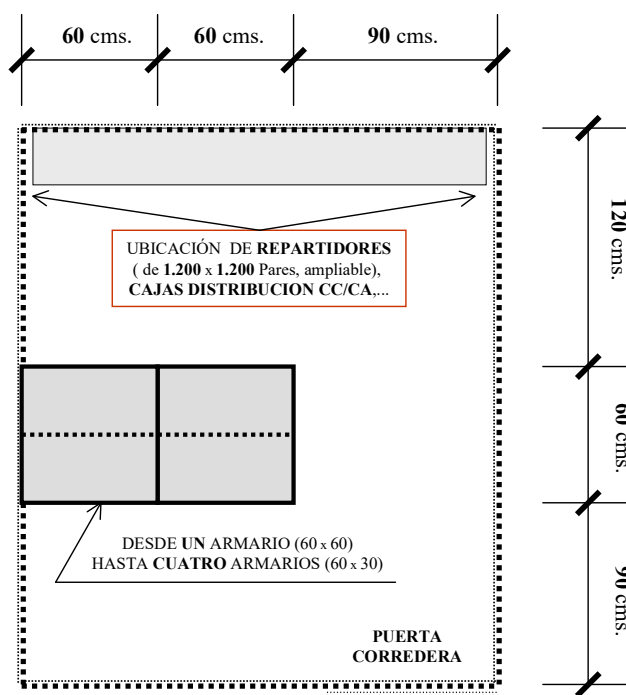 60 cms.
60 cms.
90 cms.
UBICACIÓN DE REPARTIDORES
( de 1.200 x 1.200 Pares, ampliable),
CAJAS DISTRIBUCION CC/CA,...
120 cms.
60 cms.
DESDE UN ARMARIO (60 x 60)
HASTA CUATRO ARMARIOS (60 x 30)
90 cms.
PUERTA
CORREDERA